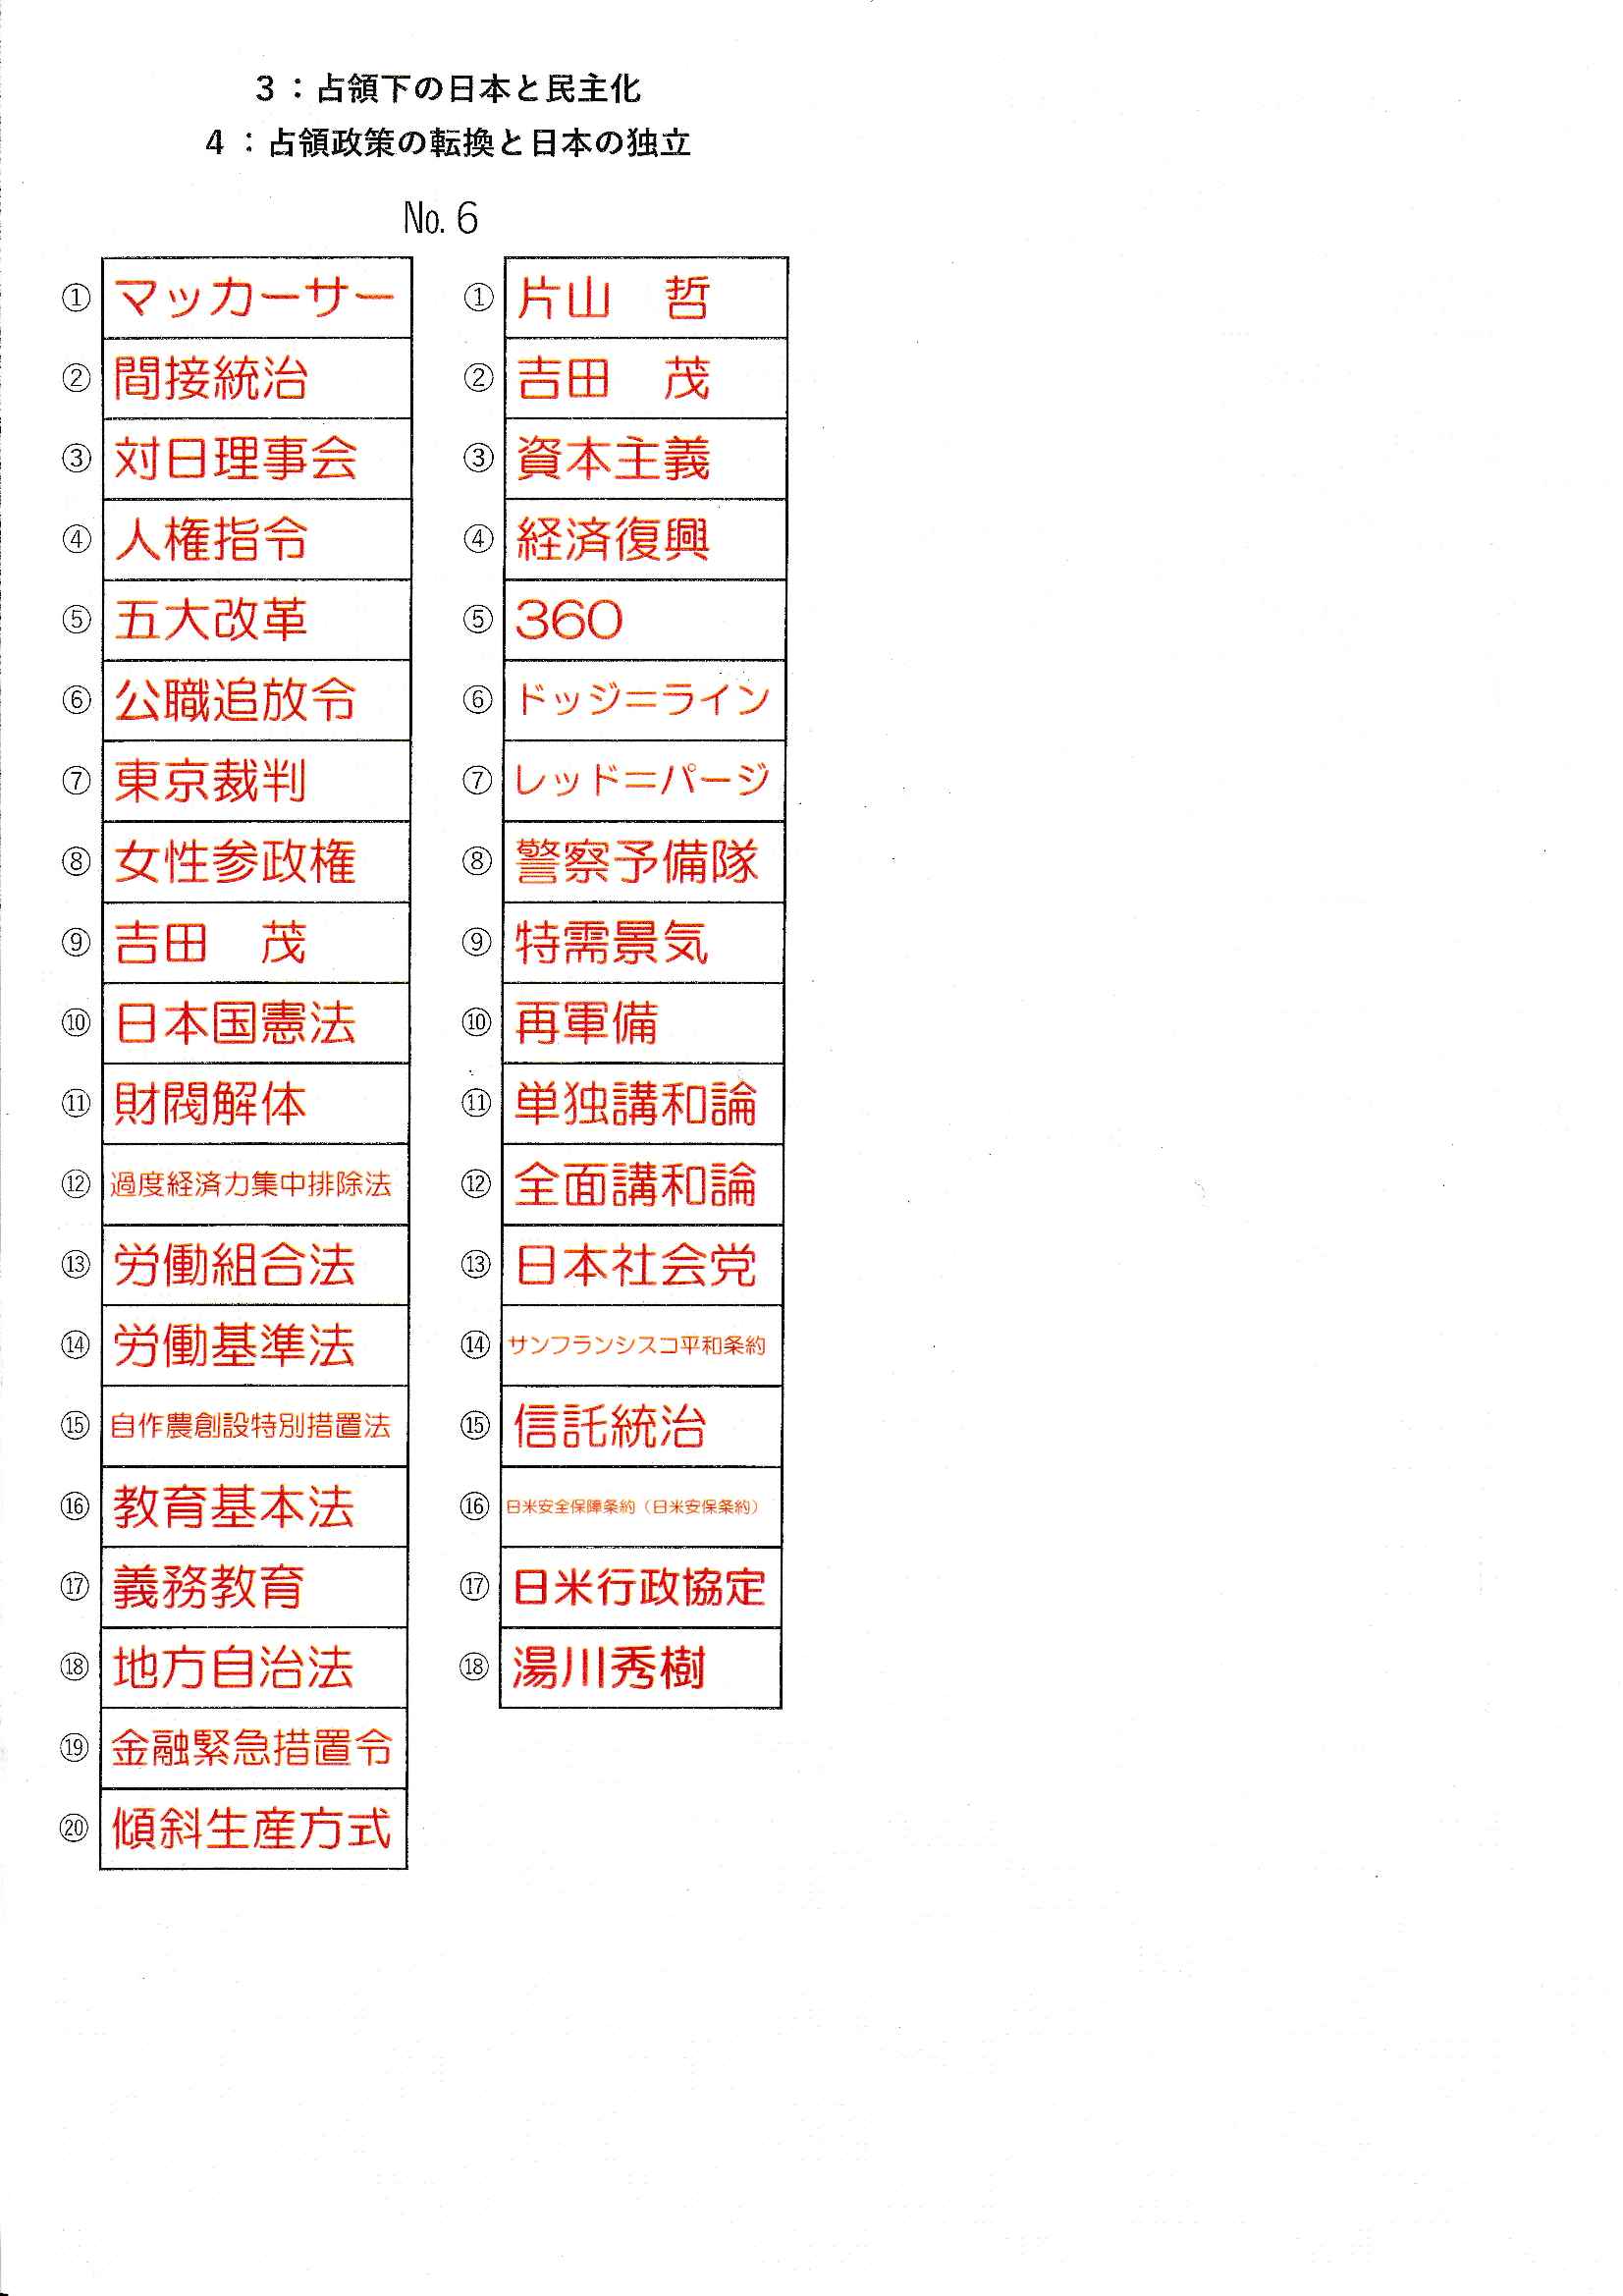 3：占領下の日本と民主化
4：占領政策の転換と日本の独立
No. 6
① マッカーサー
② 間接統治
③ 対日理事会
④ 人権指令
⑤ 五大改革
⑥ 公職追放令
⑦ 東京裁判
⑧ 女性参政権
⑨ 吉田　茂
⑩ 日本国憲法
⑪ 財閥解体
⑫ 過度経済力集中排除法
⑬ 労働組合法
⑭ 労働基準法
⑮ 自作農創設特別措置法
⑯ 教育基本法
⑰ 義務教育
⑱ 地方自治法
⑲ 金融緊急措置令
⑳ 傾斜生産方式
① 片山　哲
② 吉田　茂
③ 資本主義
④ 経済復興
⑤ 360
⑥ ドッジ＝ライン
⑦ レッド＝パージ
⑧ 警察予備隊
⑨ 特需景気
⑩ 再軍備
⑪ 単独講和論
⑫ 全面講和論
⑬ 日本社会党
⑭ サンフランシスコ平和条約
⑮ 信託統治
⑯ 日米安全保障条約（日米安保条約）
⑰ 日米行政協定
⑱ 湯川秀樹